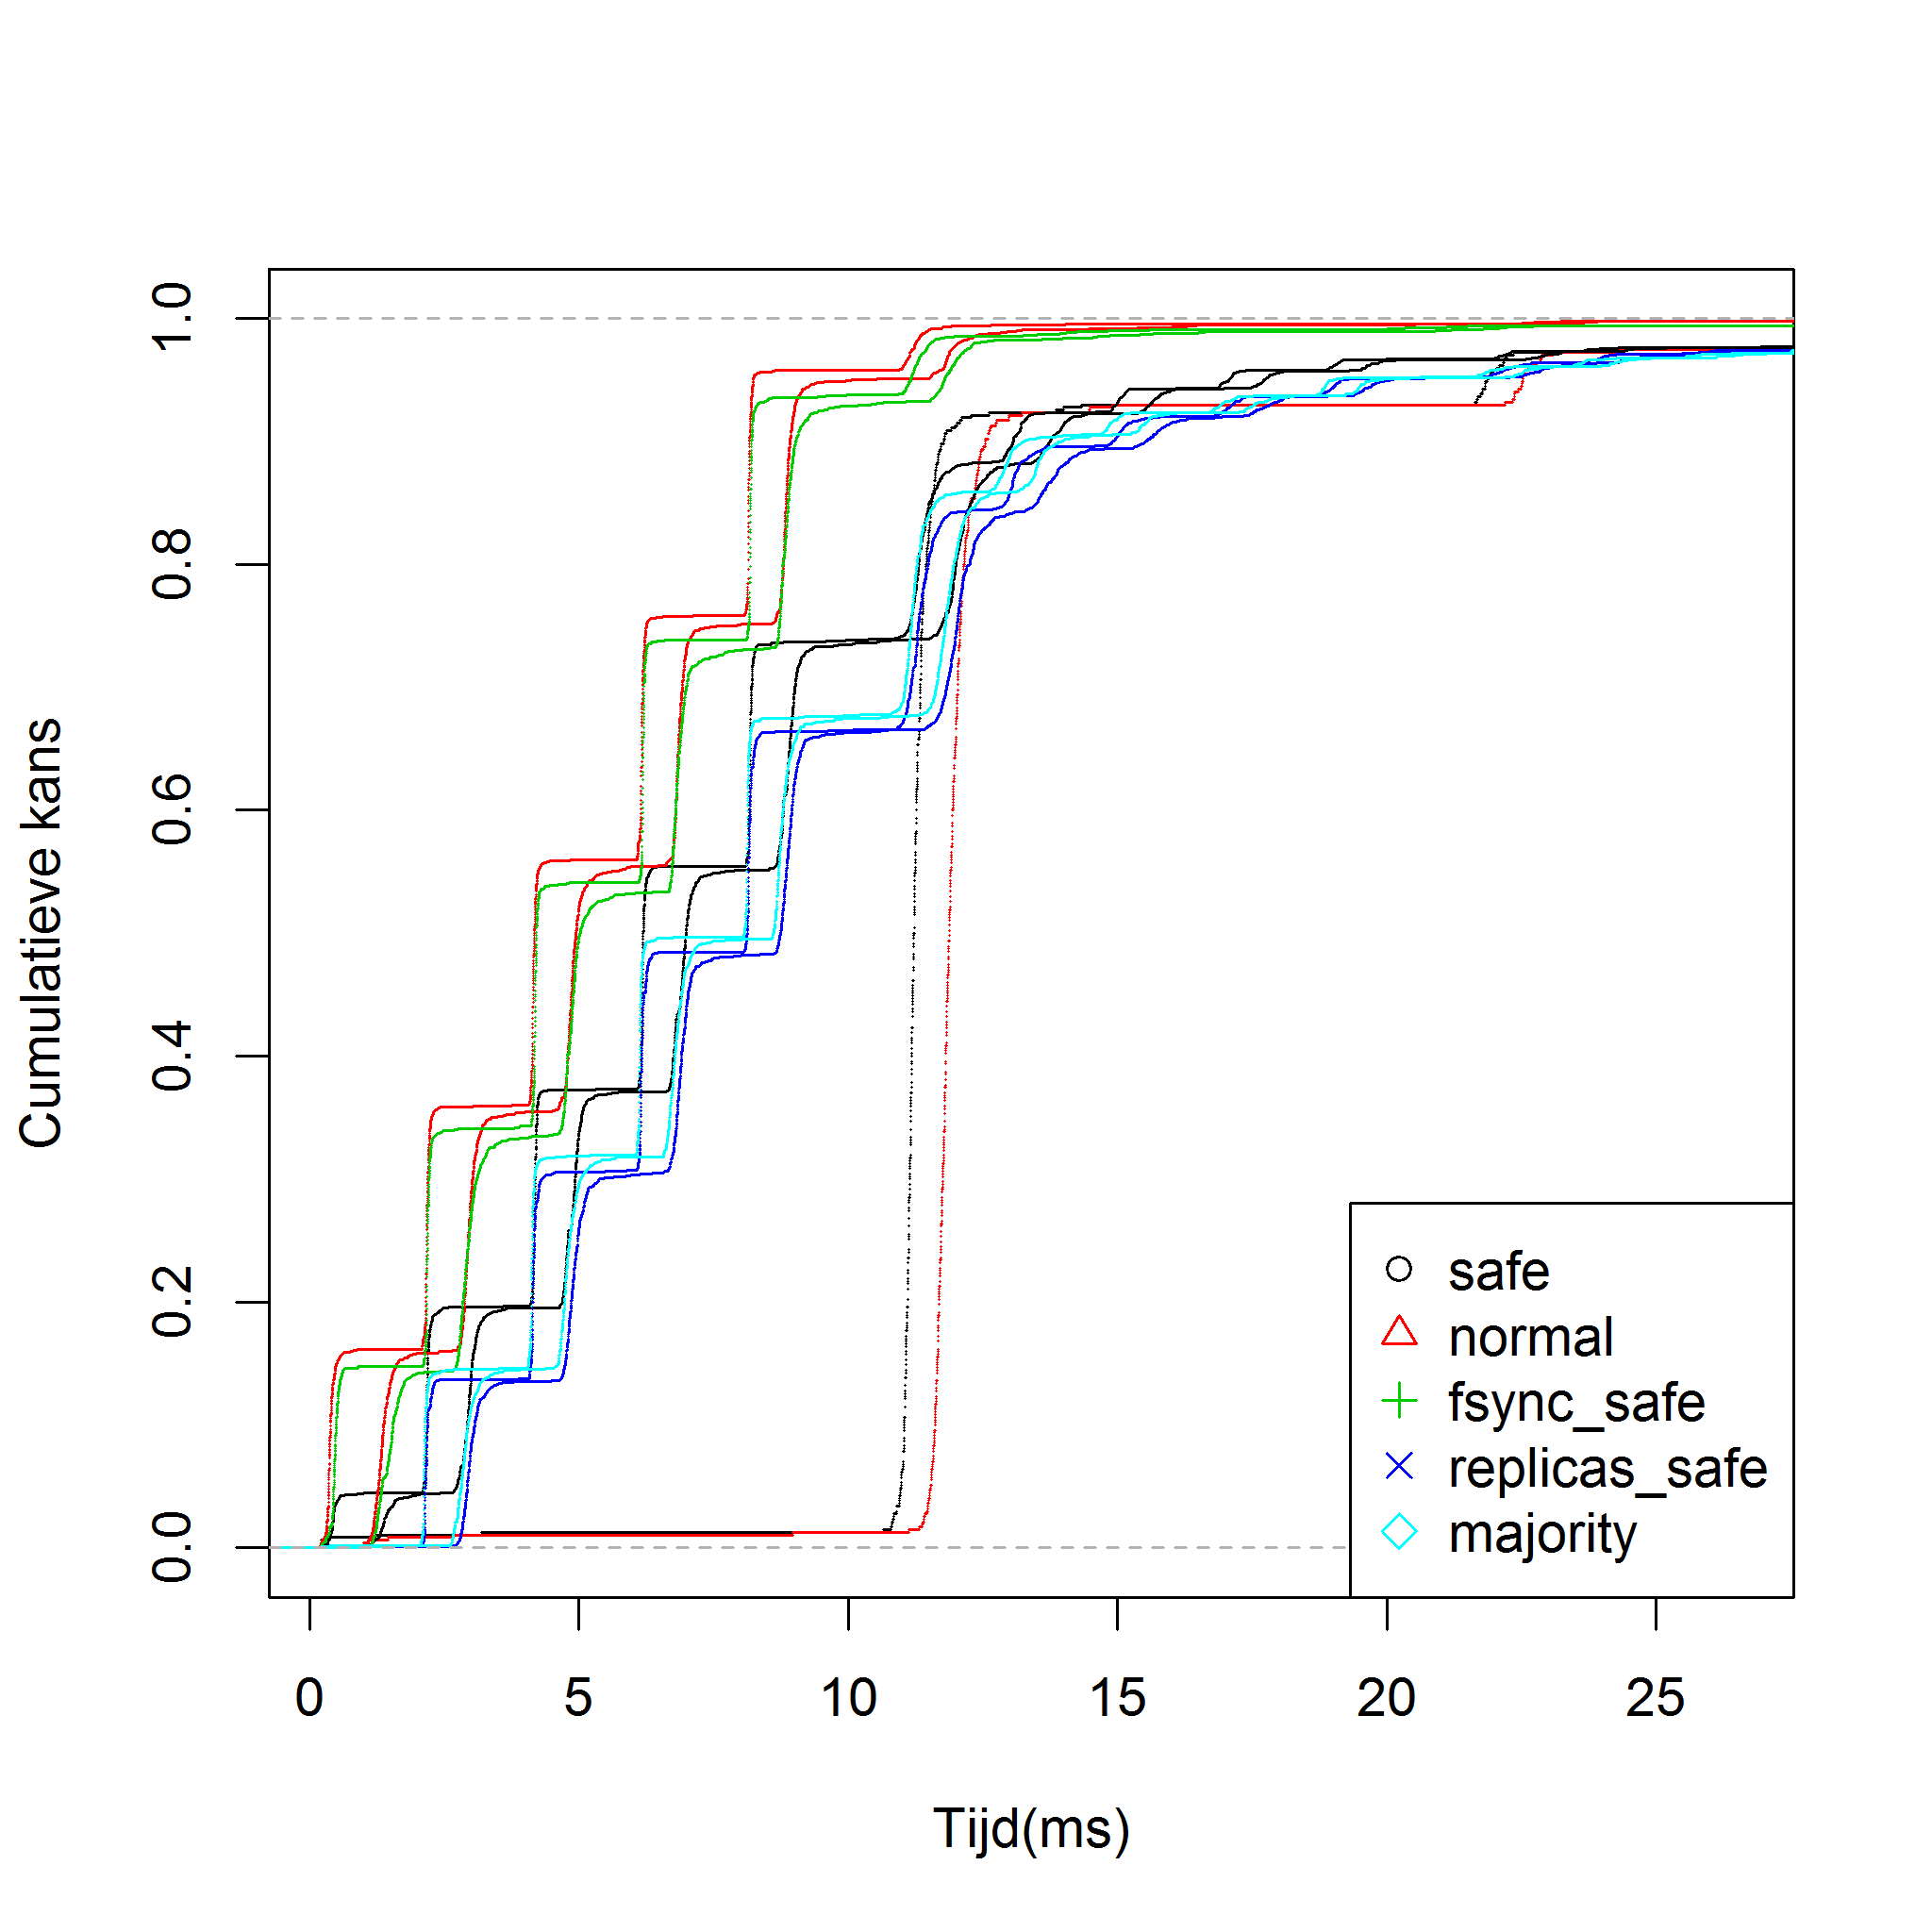 Cumulatieve kans
1.0
0.8
0.6
0.4
0.2
0.0
safe
normal
fsync_safe
replicas_safe
majority
0 5 10 15 20 25
Tijd(ms)